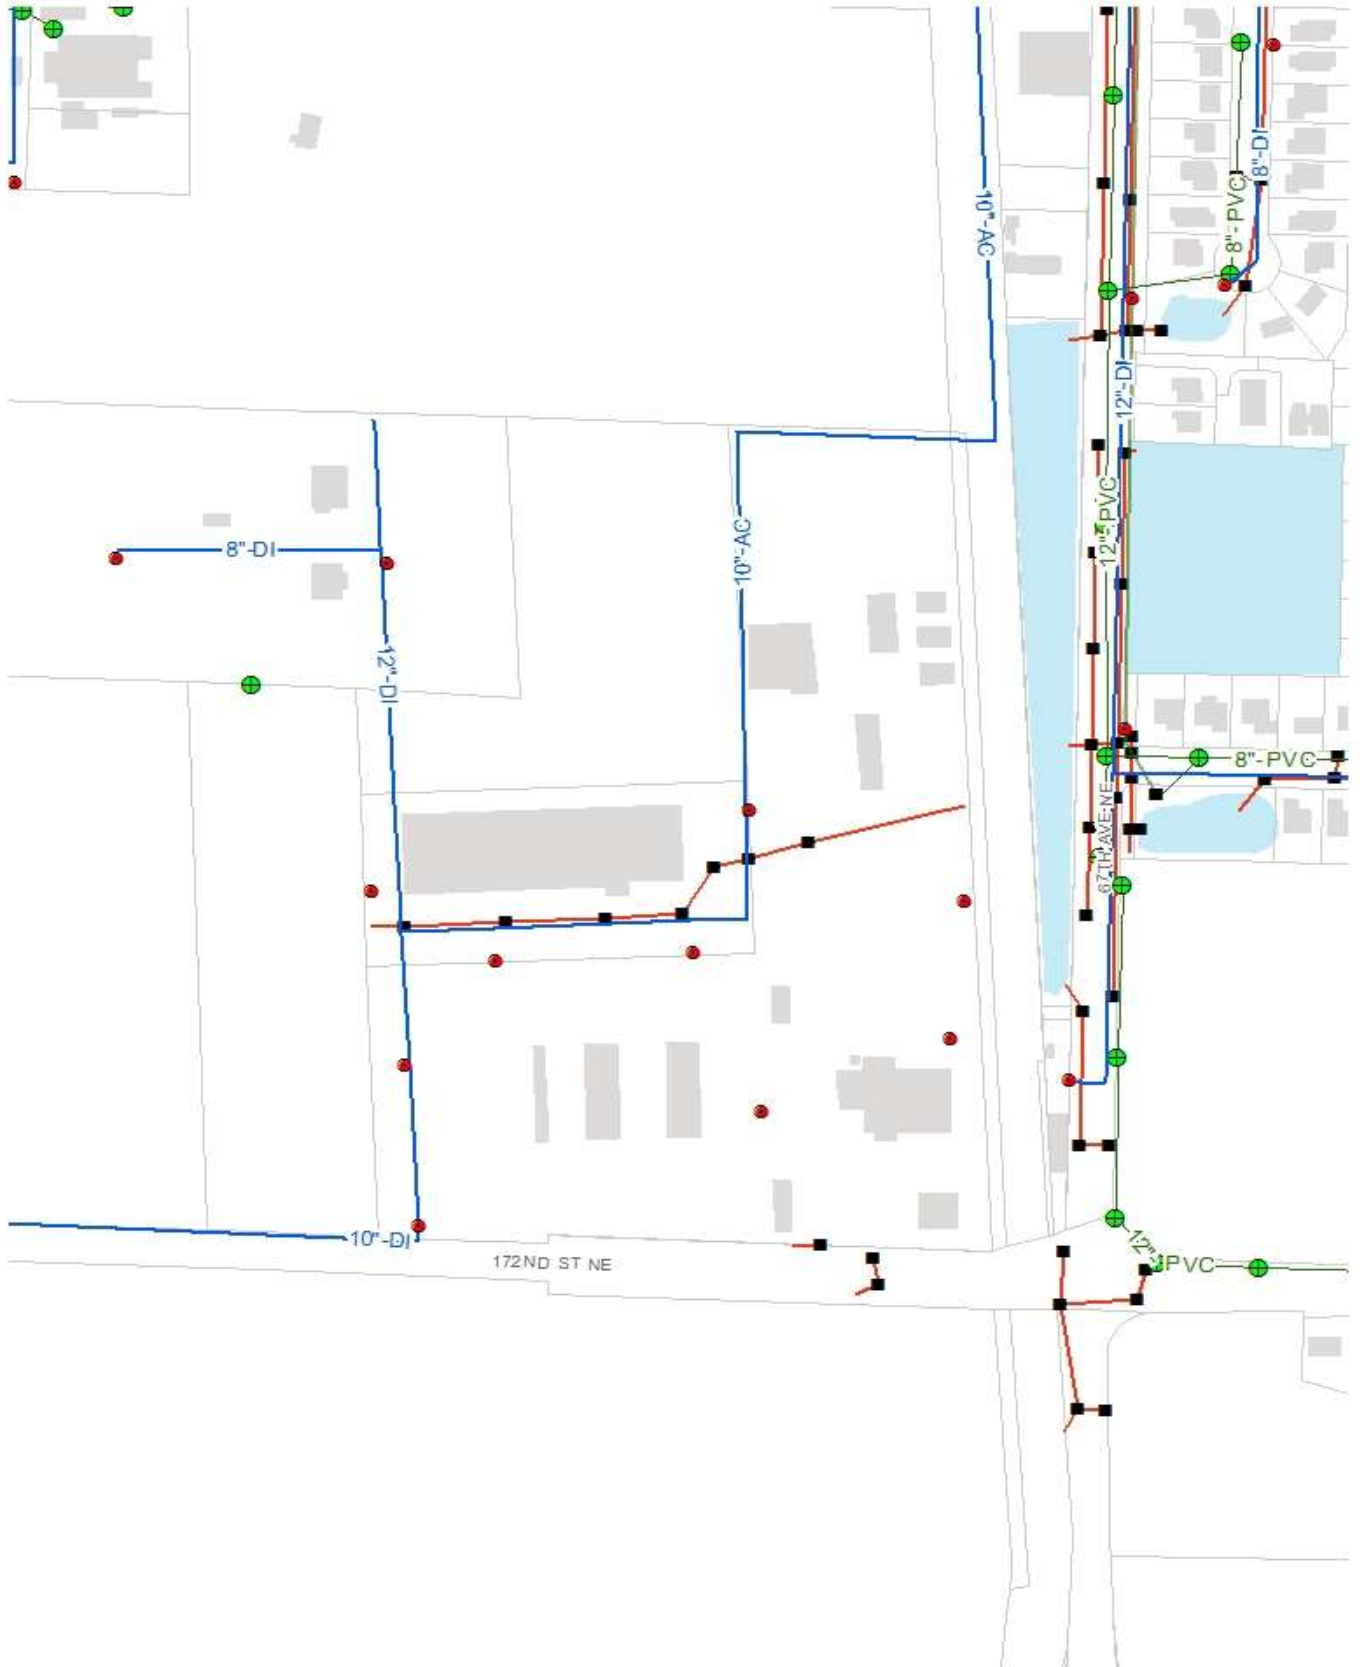 8"-DI
8"- PVC
10"-AC
12"-DI
12"-PVC
10"-AC
8"-DI
12"-DI
8"-PVC
67TH AVE NE
10"-DI
172ND ST NE
12"-PVC